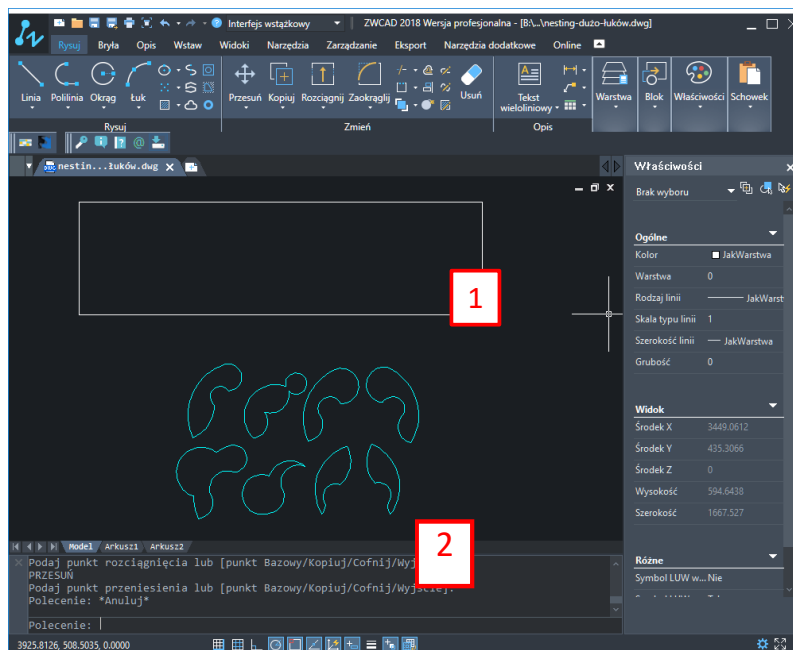 Interfejs wstążkowy ZWCAD 2018 Wersja profesjonalna - [B:\...\nesting-dużo-łuków.dwg]
Rysuj Bryła Opis Wstaw Widoki Narzędzia Zarządzanie Eksport Narzędzia dodatkowe Online
Linia Polilinia Okrąg Łuk Przesuń Kopiuj Rozciągnij Zaokrąglij Usuń Tekst wieloliniowy Warstwa Blok Właściwości Schowek
Rysuj Zmień Opis
nestin...łuków.dwg
Właściwości
Brak wyboru
Ogólne
Kolor JakWarstwa
Warstwa 0
Rodzaj linii JakWarst
Skala typu linii 1
Szerokość linii JakWarstwa
Grubość 0
Widok
Środek X 3449.0612
Środek Y 435.3066
Środek Z 0
Wysokość 594.6438
Szerokość 1667.527
Różne
Symbol LUW w... Nie
1
2
Model Arkusz1 Arkusz2
Podaj punkt rozciągnięcia lub [punkt Bazowy/Kopiuj/Cofnij/Wyj
PRZESUŃ
Podaj punkt przeniesienia lub [punkt Bazowy/Kopiuj/Cofnij/Wyjście]:
Polecenie: *Anuluj*
Polecenie:
3925.8126, 508.5035, 0.0000